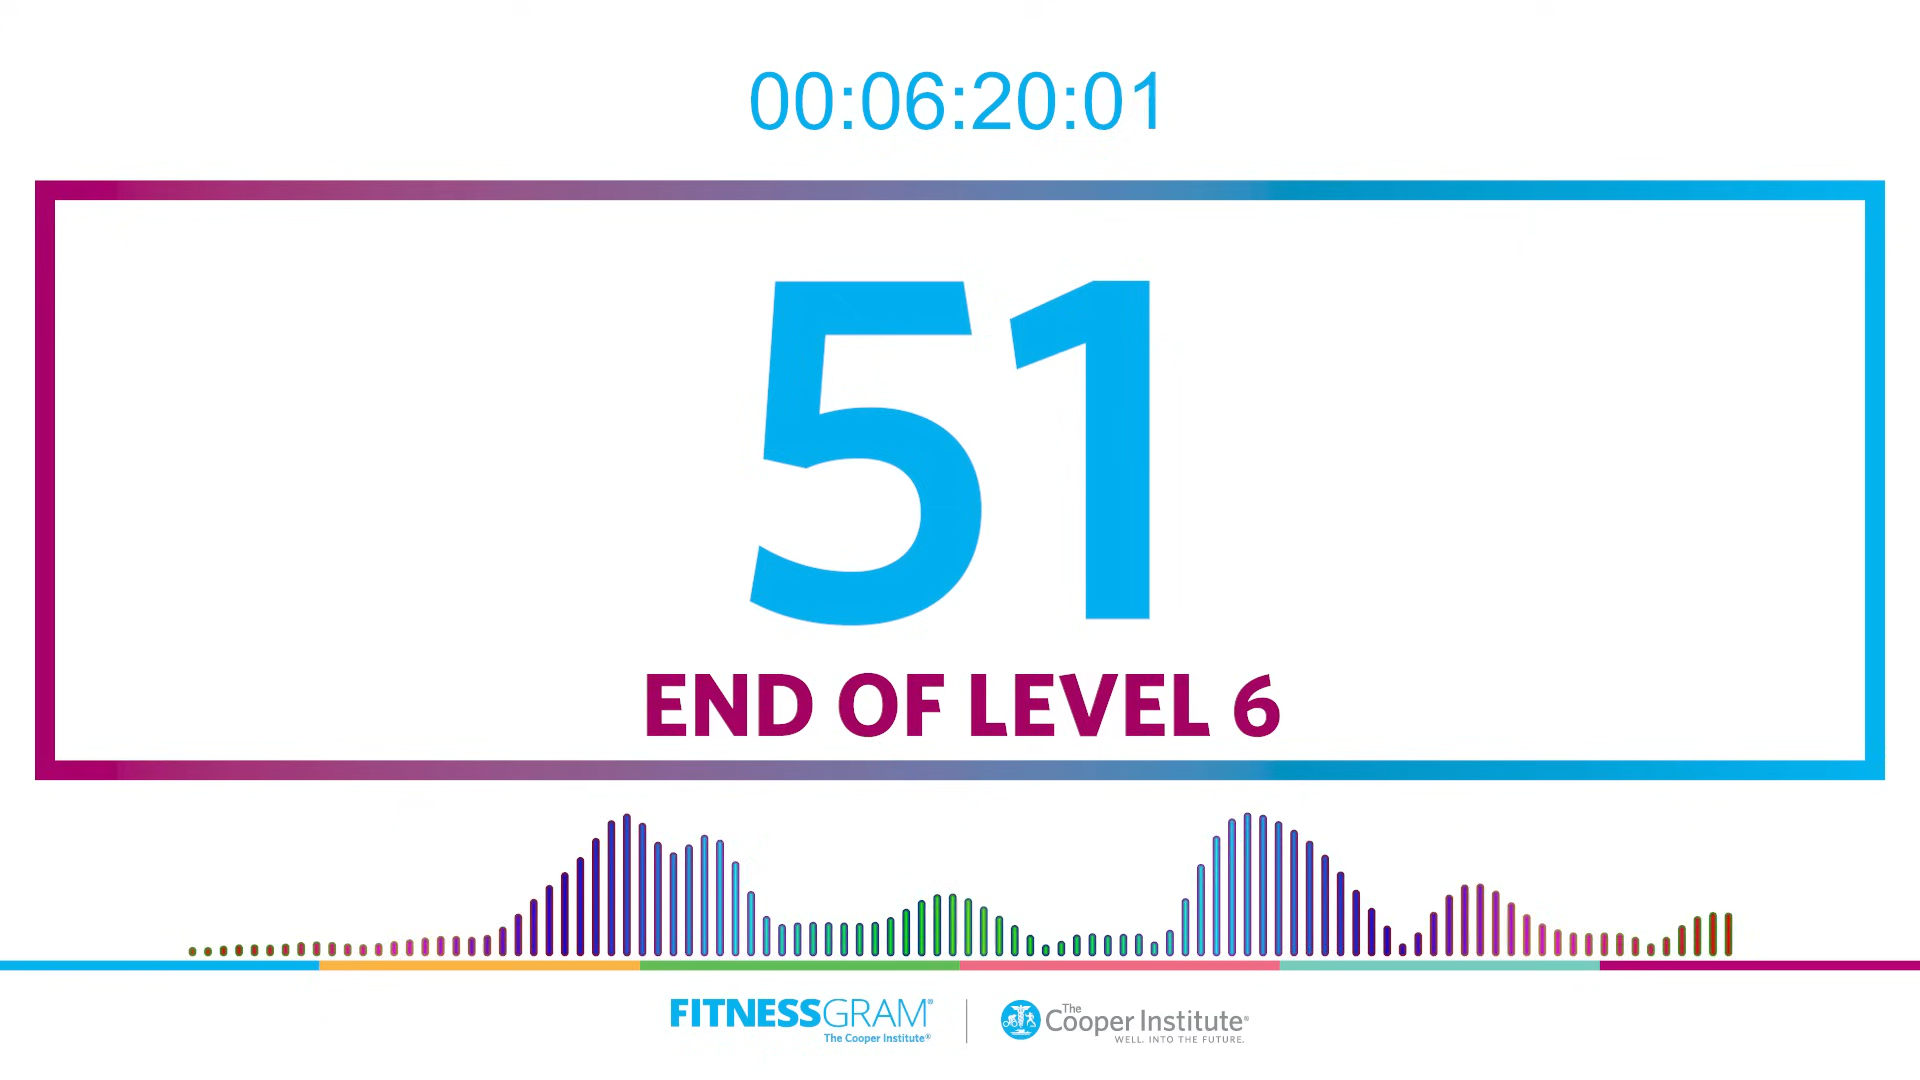 00:06:20:01
51
END OF LEVEL 6
FITNESSGRAM®
The Cooper Institute®
The
Cooper Institute®
WELL. INTO THE FUTURE.